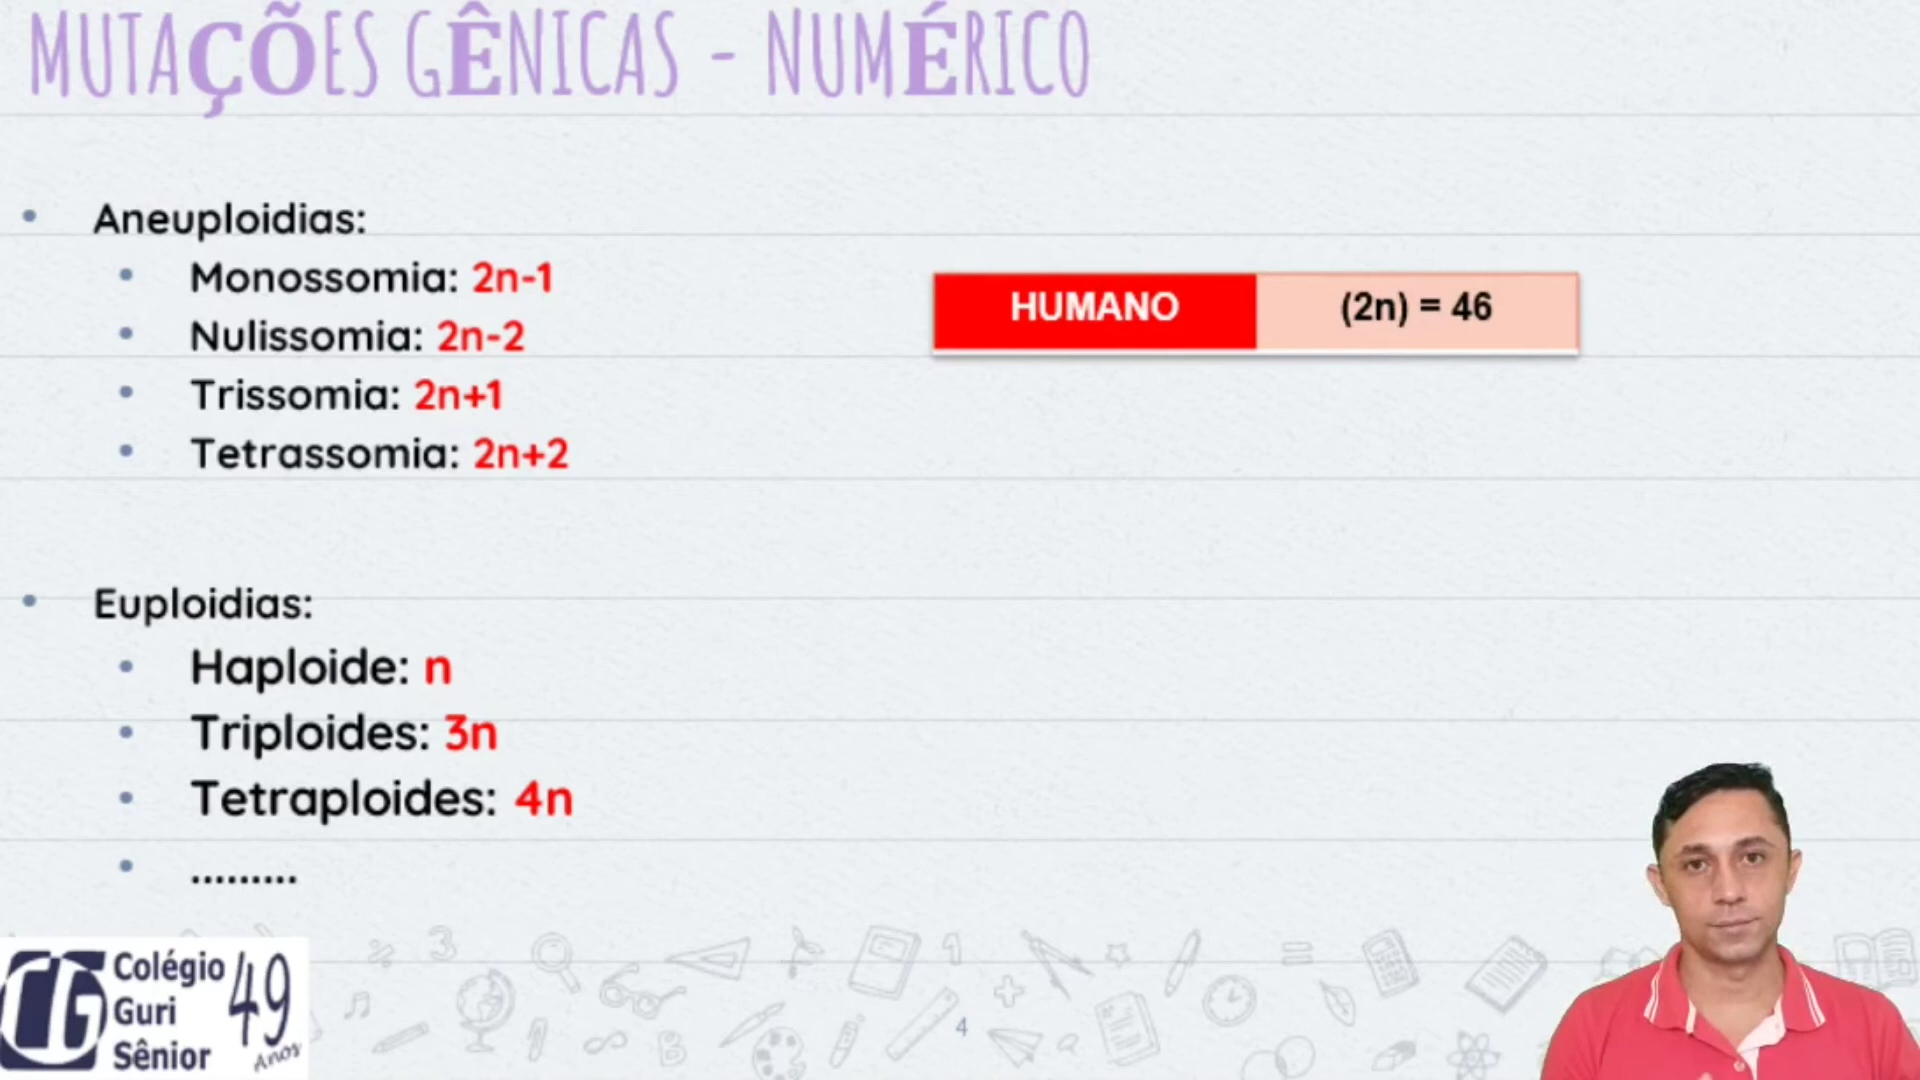 MUTAÇÕES GÊNICAS - NUMÉRICO
Aneuploidias:
Monossomia: 2n-1
Nulissomia: 2n-2
Trissomia: 2n+1
Tetrassomia: 2n+2
HUMANO (2n) = 46
Euploidias:
Haploide: n
Triploides: 3n
Tetraploides: 4n
.........
CG Colégio Guri Sênior 49 Anos
4